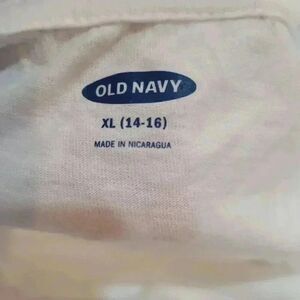 OLD NAVY
XL (14-16)
MADE IN NICARAGUA